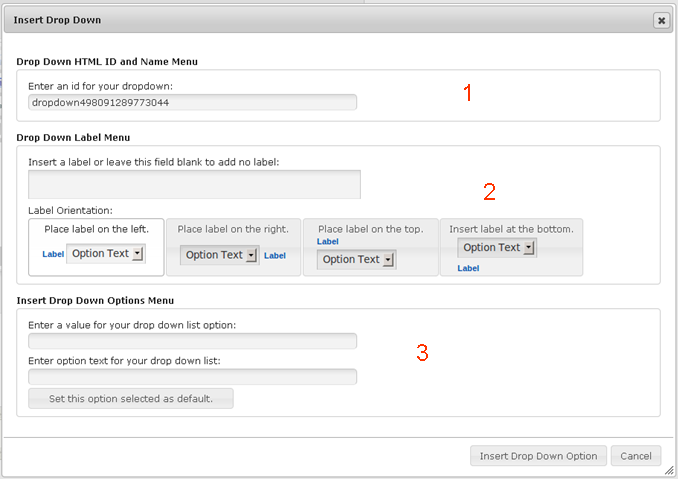 Insert Drop Down
Drop Down HTML ID and Name Menu
Enter an id for your dropdown:
dropdown498091289773044
1
Drop Down Label Menu
Insert a label or leave this field blank to add no label:
2
Label Orientation:
Place label on the left.
Label Option Text
Place label on the right.
Option Text Label
Place label on the top.
Label
Option Text
Insert label at the bottom.
Option Text
Label
Insert Drop Down Options Menu
Enter a value for your drop down list option:
3
Enter option text for your drop down list:
Set this option selected as default.
Insert Drop Down Option Cancel